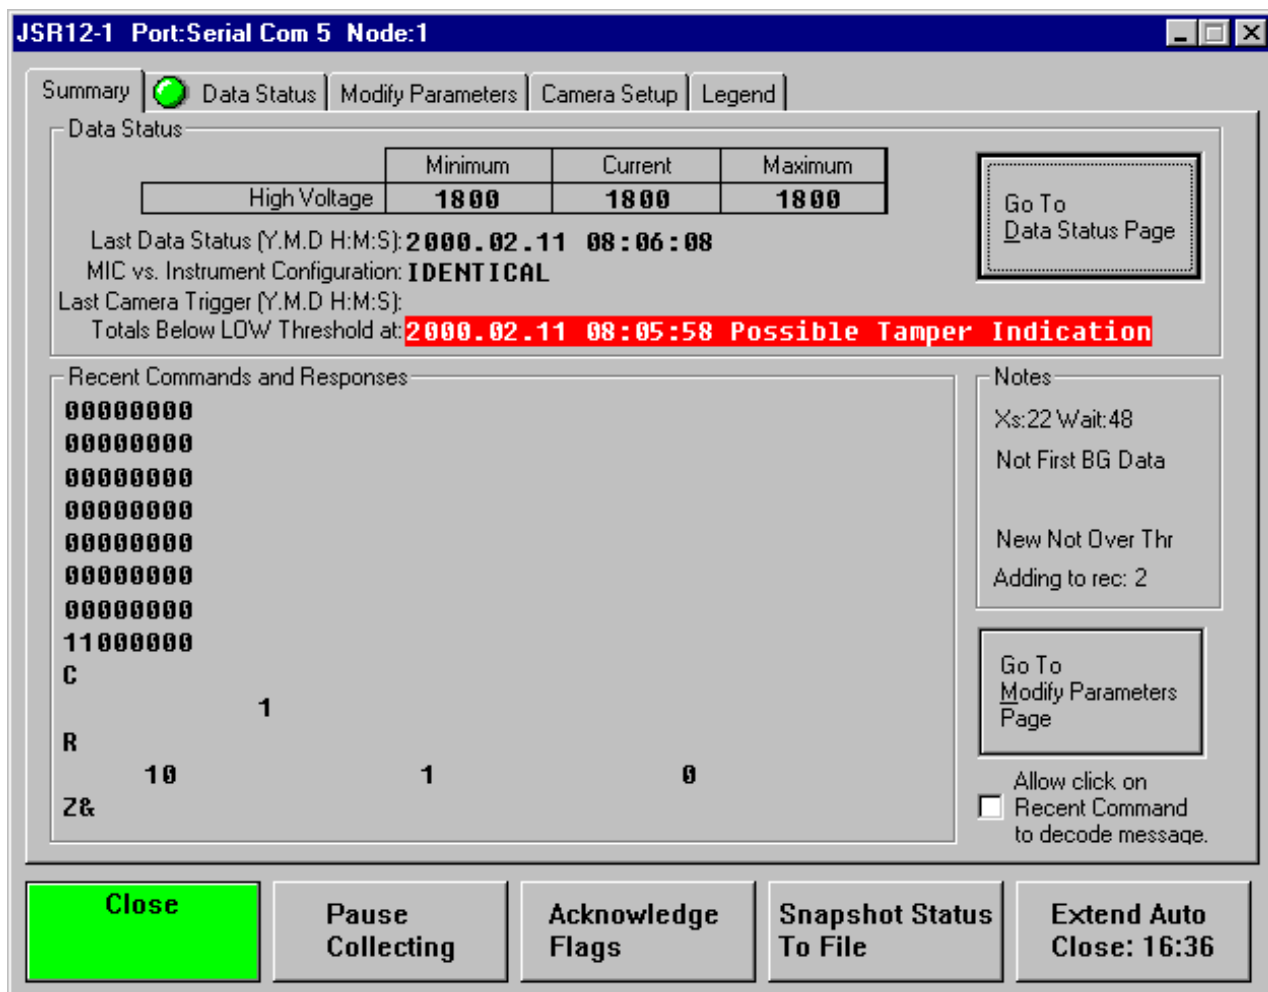 JSR12-1 Port:Serial Com 5 Node:1
Summary Data Status Modify Parameters Camera Setup Legend
Data Status
Minimum Current Maximum
High Voltage 1800 1800 1800
Last Data Status (Y.M.D H:M:S): 2000.02.11 08:06:08
MIC vs. Instrument Configuration: IDENTICAL
Last Camera Trigger (Y.M.D H:M:S):
Totals Below LOW Threshold at: 2000.02.11 08:05:58 Possible Tamper Indication
Go To
Data Status Page
Recent Commands and Responses
00000000
00000000
00000000
00000000
00000000
00000000
00000000
11000000
C
1
R
10 1 0
Z&
Notes
Xs:22 Wait:48
Not First BG Data
New Not Over Thr
Adding to rec: 2
Go To
Modify Parameters
Page
Allow click on
Recent Command
to decode message.
Close
Pause
Collecting
Acknowledge
Flags
Snapshot Status
To File
Extend Auto
Close: 16:36